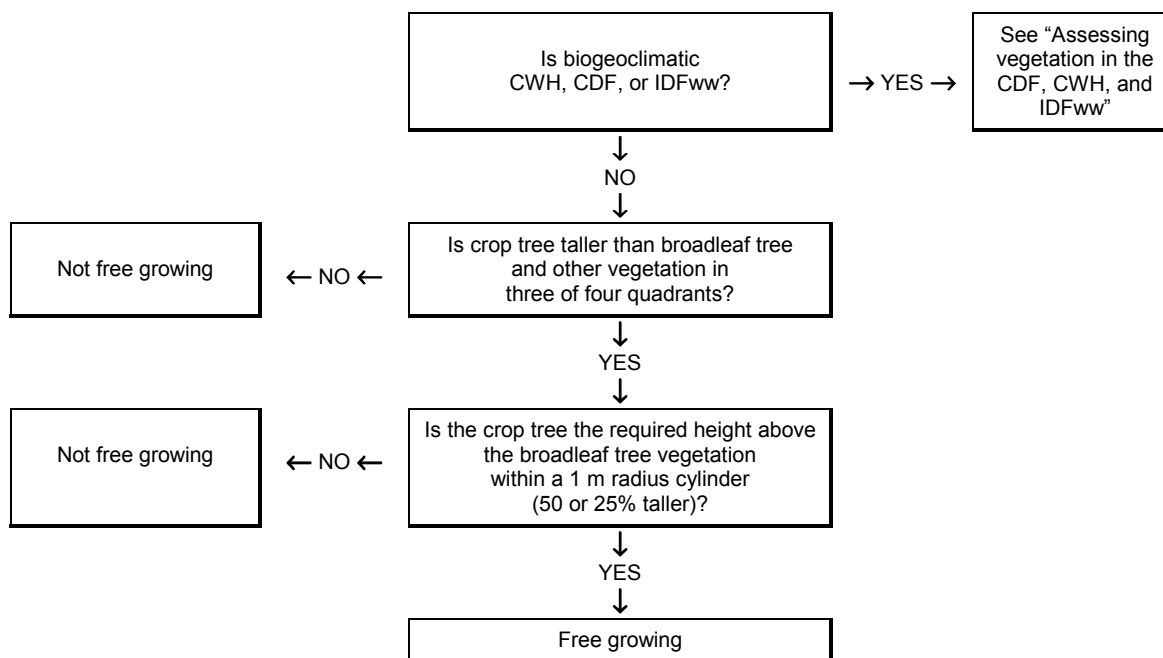 Is biogeoclimatic
CWH, CDF, or IDFww?
→ YES →
See “Assessing
vegetation in the
CDF, CWH, and
IDFww”
↓
NO
↓
Not free growing
← NO ←
Is crop tree taller than broadleaf tree
and other vegetation in
three of four quadrants?
↓
YES
↓
Not free growing
← NO ←
Is the crop tree the required height above
the broadleaf tree vegetation
within a 1 m radius cylinder
(50 or 25% taller)?
↓
YES
↓
Free growing